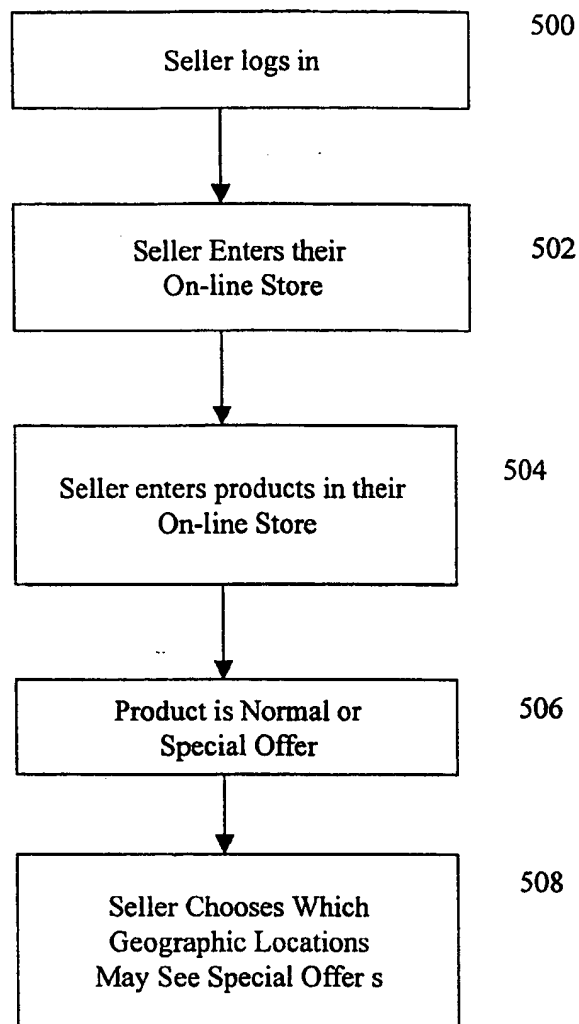 500
Seller logs in
502
Seller Enters their
On-line Store
504
Seller enters products in their
On-line Store
506
Product is Normal or
Special Offer
508
Seller Chooses Which
Geographic Locations
May See Special Offer s